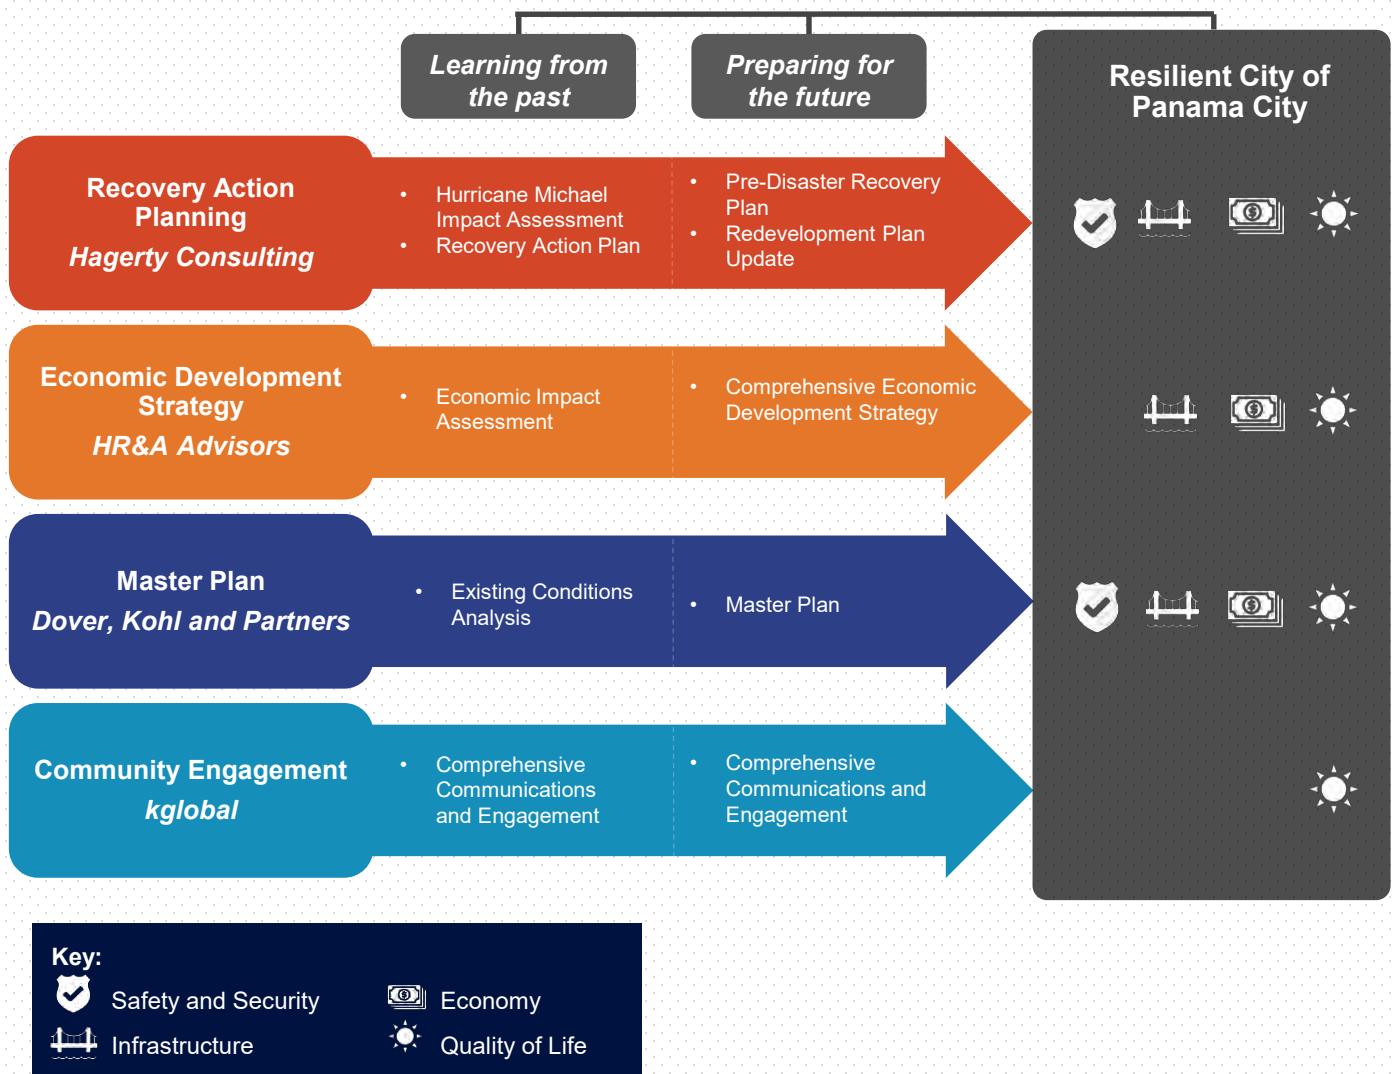 Learning from
the past
Preparing for
the future
Resilient City of
Panama City
Recovery Action
Planning
Hagerty Consulting
• Hurricane Michael
Impact Assessment
• Recovery Action Plan
• Pre-Disaster Recovery
Plan
• Redevelopment Plan
Update
Economic Development
Strategy
HR&A Advisors
• Economic Impact
Assessment
• Comprehensive Economic
Development Strategy
Master Plan
Dover, Kohl and Partners
• Existing Conditions
Analysis
• Master Plan
Community Engagement
kglobal
• Comprehensive
Communications
and Engagement
• Comprehensive
Communications and
Engagement
Key:
Safety and Security
Economy
Infrastructure
Quality of Life